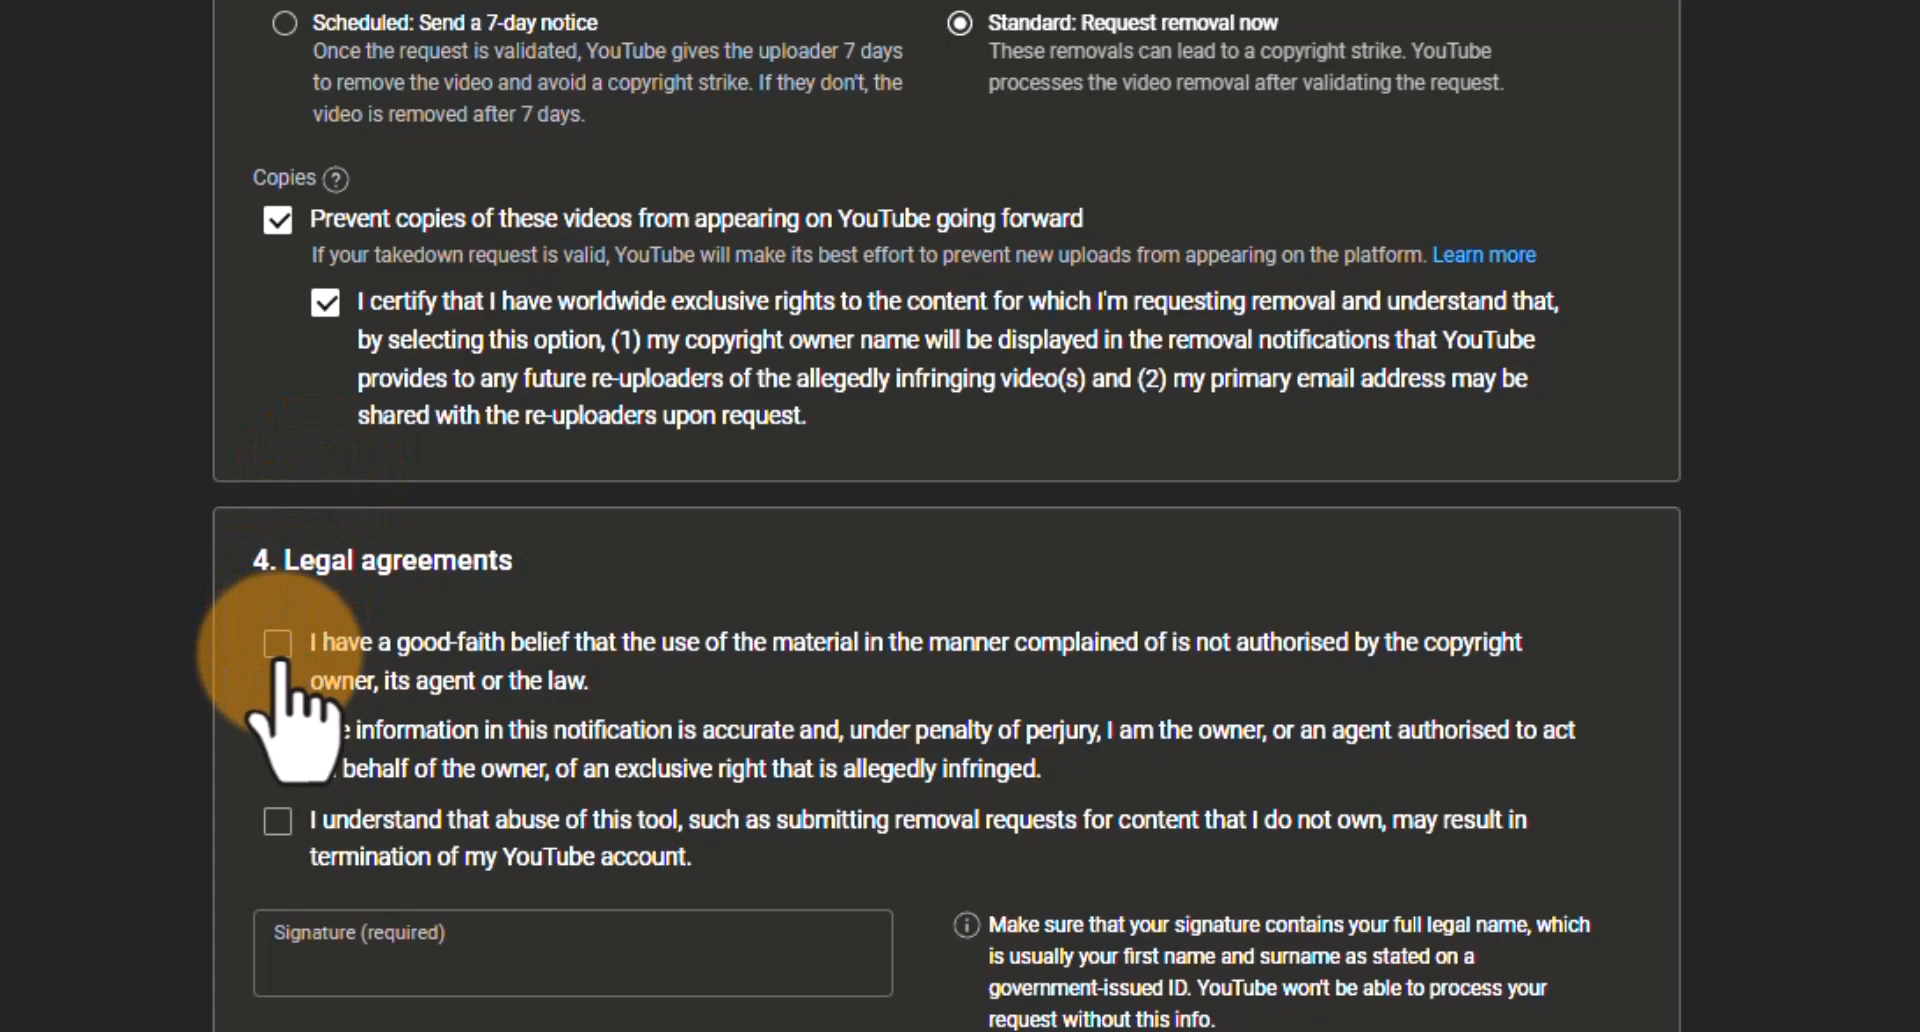 Scheduled: Send a 7-day notice
Once the request is validated, YouTube gives the uploader 7 days
to remove the video and avoid a copyright strike. If they don't, the
video is removed after 7 days.
Standard: Request removal now
These removals can lead to a copyright strike. YouTube
processes the video removal after validating the request.
Copies ?
Prevent copies of these videos from appearing on YouTube going forward
If your takedown request is valid, YouTube will make its best effort to prevent new uploads from appearing on the platform. Learn more
I certify that I have worldwide exclusive rights to the content for which I'm requesting removal and understand that,
by selecting this option, (1) my copyright owner name will be displayed in the removal notifications that YouTube
provides to any future re-uploaders of the allegedly infringing video(s) and (2) my primary email address may be
shared with the re-uploaders upon request.
4. Legal agreements
I have a good-faith belief that the use of the material in the manner complained of is not authorised by the copyright
owner, its agent or the law.
information in this notification is accurate and, under penalty of perjury, I am the owner, or an agent authorised to act
behalf of the owner, of an exclusive right that is allegedly infringed.
I understand that abuse of this tool, such as submitting removal requests for content that I do not own, may result in
termination of my YouTube account.
Signature (required)
Make sure that your signature contains your full legal name, which
is usually your first name and surname as stated on a
government-issued ID. YouTube won't be able to process your
request without this info.